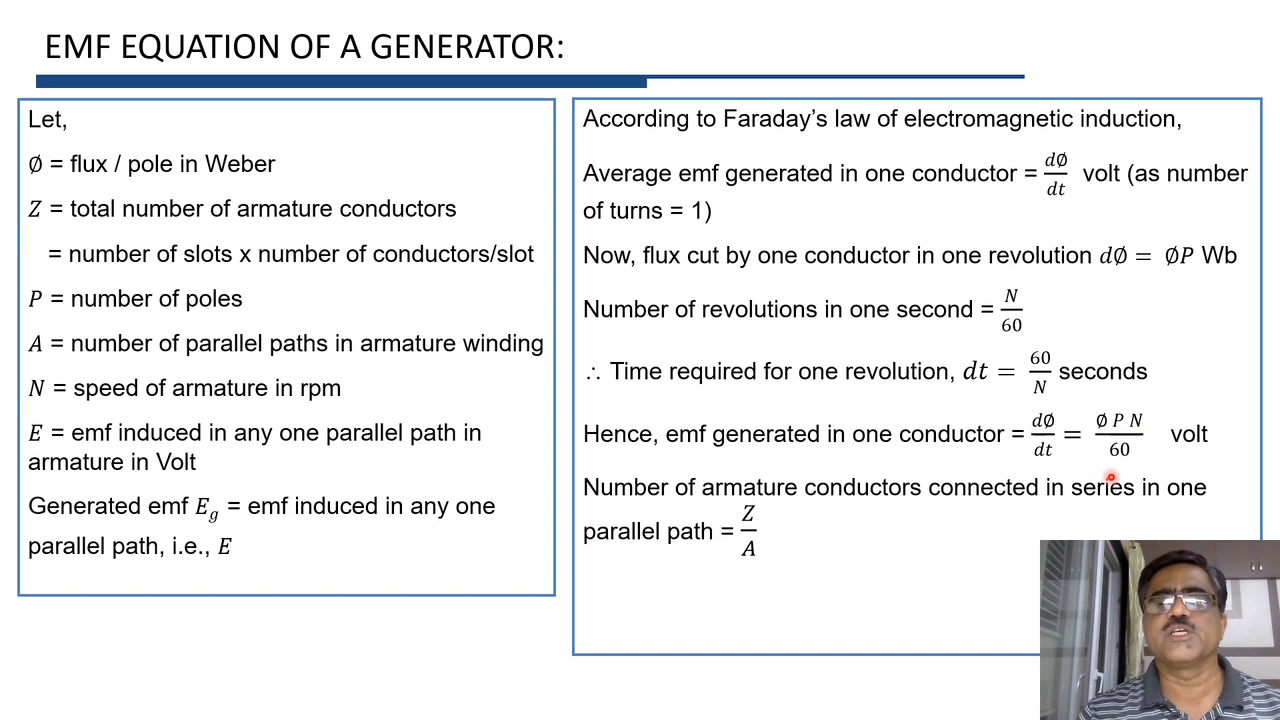 EMF EQUATION OF A GENERATOR:
Let,
∅ = flux / pole in Weber
Z = total number of armature conductors
= number of slots x number of conductors/slot
P = number of poles
A = number of parallel paths in armature winding
N = speed of armature in rpm
E = emf induced in any one parallel path in
armature in Volt
Generated emf E_g = emf induced in any one
parallel path, i.e., E
According to Faraday’s law of electromagnetic induction,
Average emf generated in one conductor = d∅/dt volt (as number
of turns = 1)
Now, flux cut by one conductor in one revolution d∅ = ∅P Wb
Number of revolutions in one second = N/60
∴ Time required for one revolution, dt = 60/N seconds
Hence, emf generated in one conductor = d∅/dt = ∅ P N/60 volt
Number of armature conductors connected in series in one
parallel path = Z/A